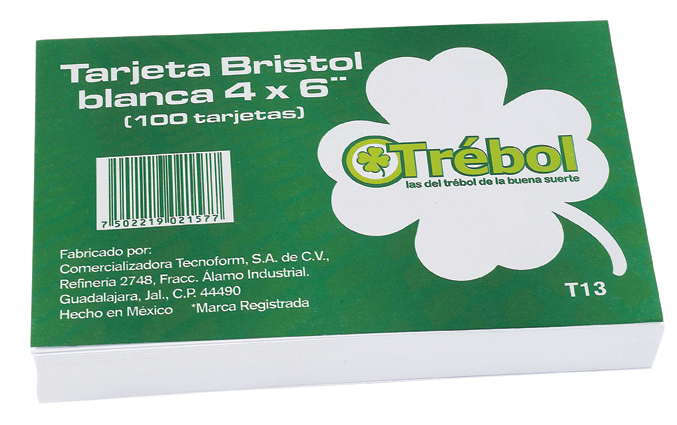 Tarjeta Bristol
blanca 4 x 6"
(100 tarjetas)
Trébol
las del trébol de la buena suerte
7 502219 021577
Fabricado por:
Comercializadora Tecnoform, S.A. de C.V.,
Refinería 2748, Fracc. Álamo Industrial.
Guadalajara, Jal., C.P. 44490
Hecho en México *Marca Registrada
T13